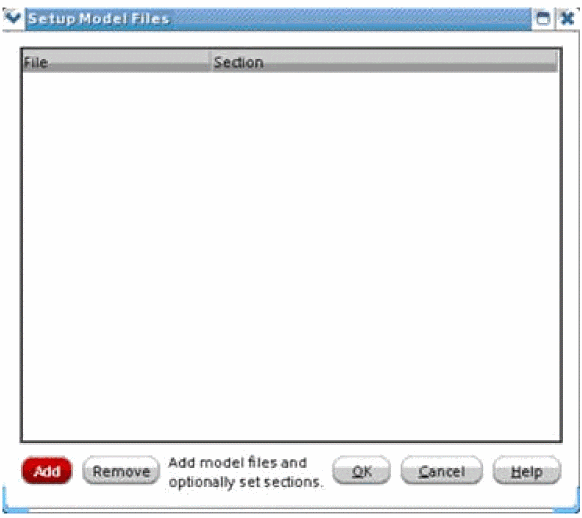 Setup Model Files
File Section
Add Remove Add model files and
optionally set sections. OK Cancel Help